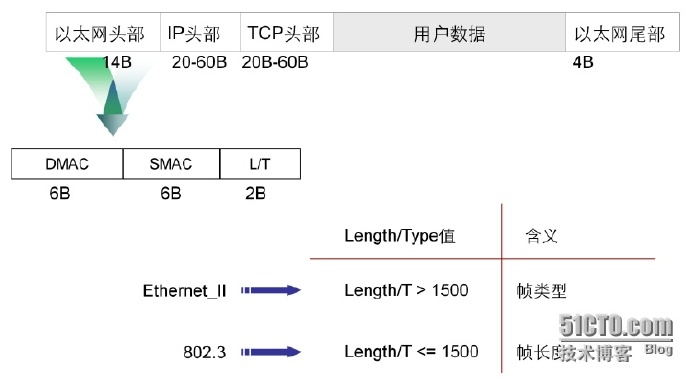 以太网头部 IP头部 TCP头部 用户数据 以太网尾部
14B 20-60B 20B-60B 4B
DMAC SMAC L/T
6B 6B 2B
Length/Type值 含义
Ethernet_II Length/T > 1500 帧类型
802.3 Length/T <= 1500 帧长度
51CTO.com
技术博客 Blog